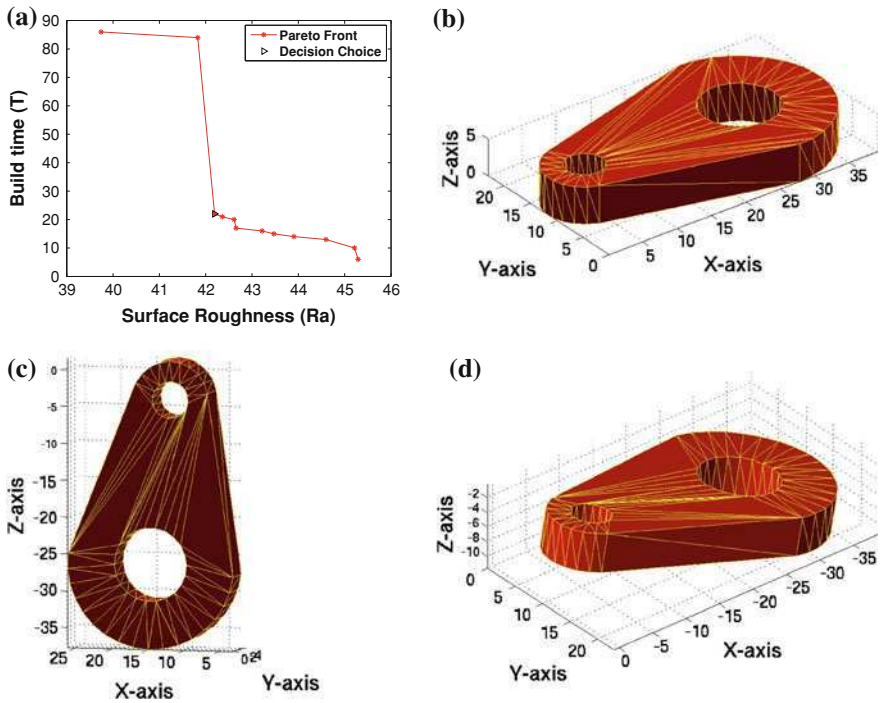 (a)
90
80
70
60
50
40
30
20
10
0
Build time (T)
39 40 41 42 43 44 45 46
Surface Roughness (Ra)
Pareto Front
Decision Choice
(b)
5
0
Z-axis
20
15
10
5
0
Y-axis
5 10 15 20 25 30 35
X-axis
(c)
0
-5
-10
-15
-20
-25
-30
-35
Z-axis
25 20 15 10 5 0
24
X-axis
Y-axis
(d)
-2
-4
-6
-8
-10
Z-axis
0
5
10
15
20
Y-axis
0 -5 -10 -15 -20 -25 -30 -35
X-axis